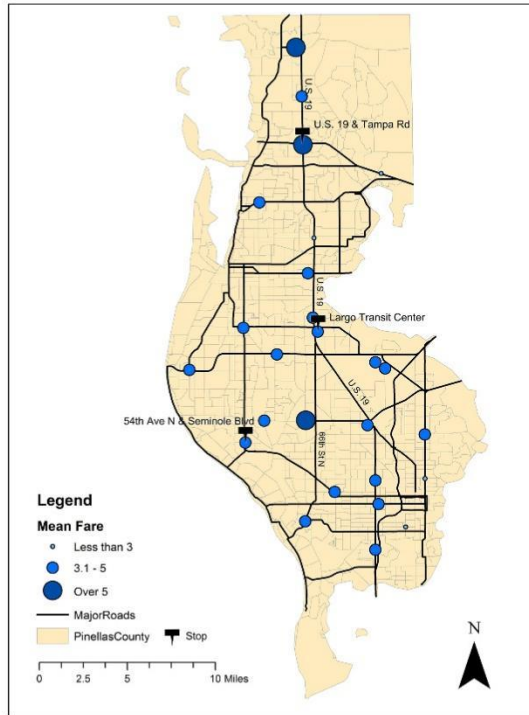 U.S. 19
U.S. 19 & Tampa Rd
U.S. 19
Largo Transit Center
U.S. 19
54th Ave N & Seminole Blvd
66th St N
Legend
Mean Fare
Less than 3
3.1 - 5
Over 5
MajorRoads
PinellasCounty
Stop
N
0 2.5 5 10 Miles